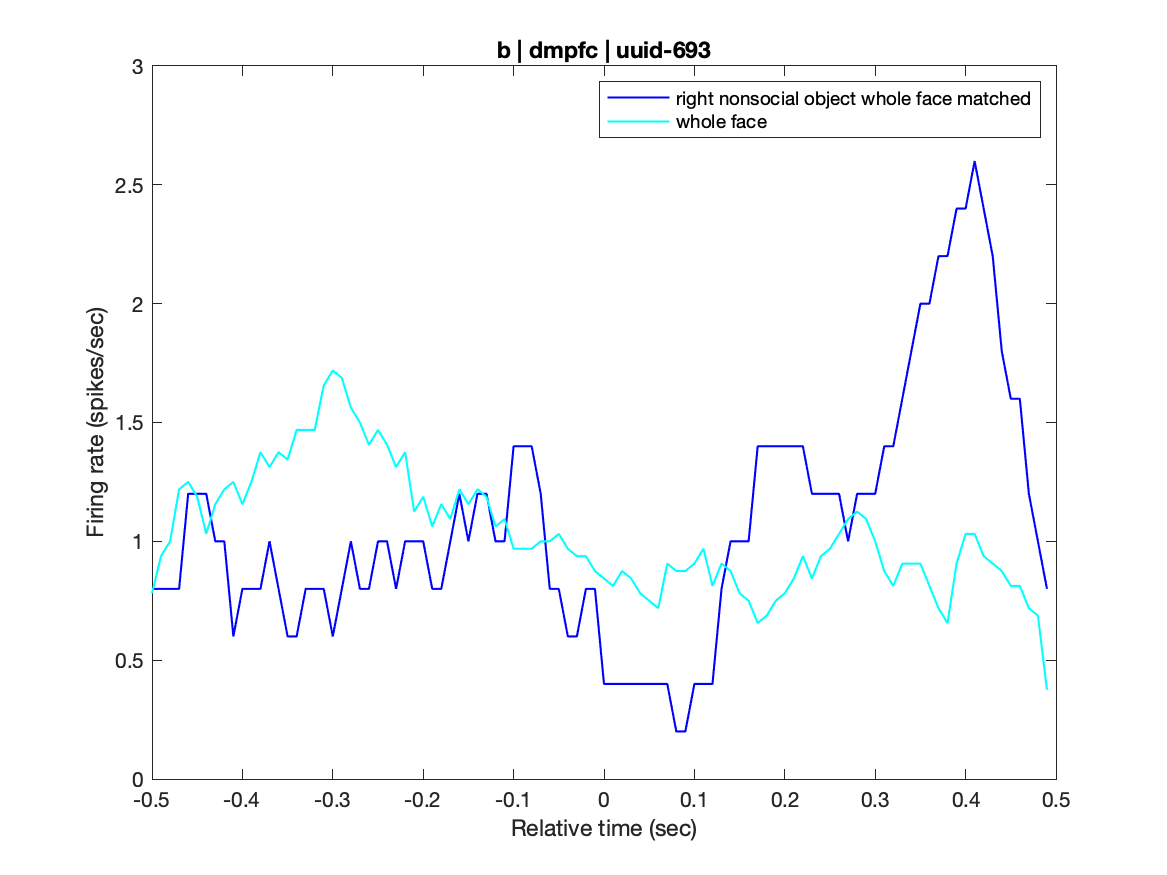 b | dmpfc | uuid-693
right nonsocial object whole face matched
whole face
Firing rate (spikes/sec)
3
2.5
2
1.5
1
0.5
0
-0.5 -0.4 -0.3 -0.2 -0.1 0 0.1 0.2 0.3 0.4 0.5
Relative time (sec)